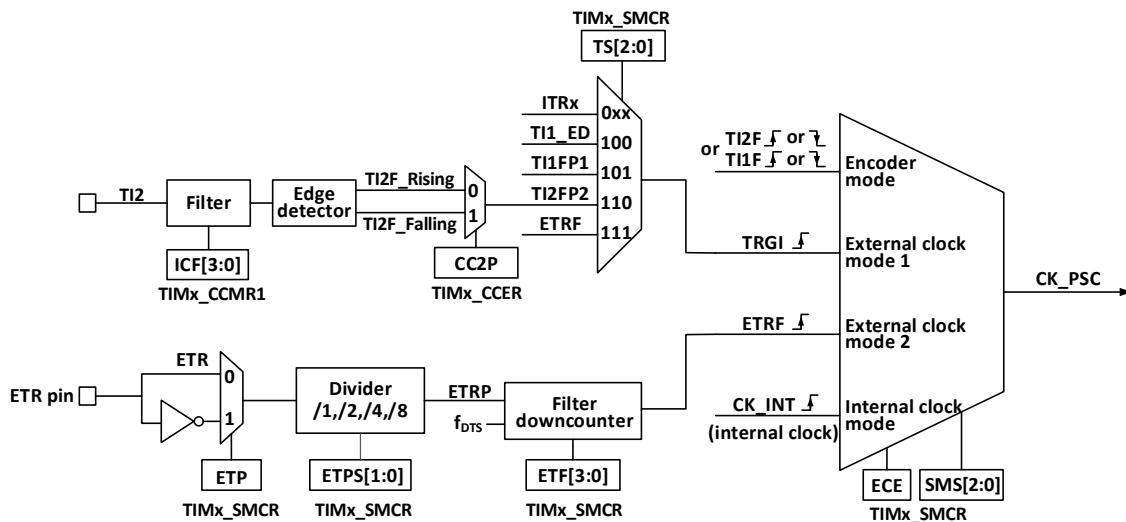 TIMx_SMCR
TS[2:0]
ITRx
0xx
TI1_ED
100
TI1FP1
101
TI2FP2
110
ETRF
111
TI2
Filter
ICF[3:0]
TIMx_CCMR1
Edge
detector
TI2F_Rising
TI2F_Falling
0
1
CC2P
TIMx_CCER
or TI2F or
TI1F or
Encoder
mode
TRGI
External clock
mode 1
ETRF
External clock
mode 2
CK_INT
(internal clock)
Internal clock
mode
CK_PSC
ECE
SMS[2:0]
TIMx_SMCR
ETR pin
ETR
0
1
ETP
TIMx_SMCR
Divider
/1,/2,/4,/8
ETPS[1:0]
TIMx_SMCR
ETRP
fDTS
Filter
downcounter
ETF[3:0]
TIMx_SMCR